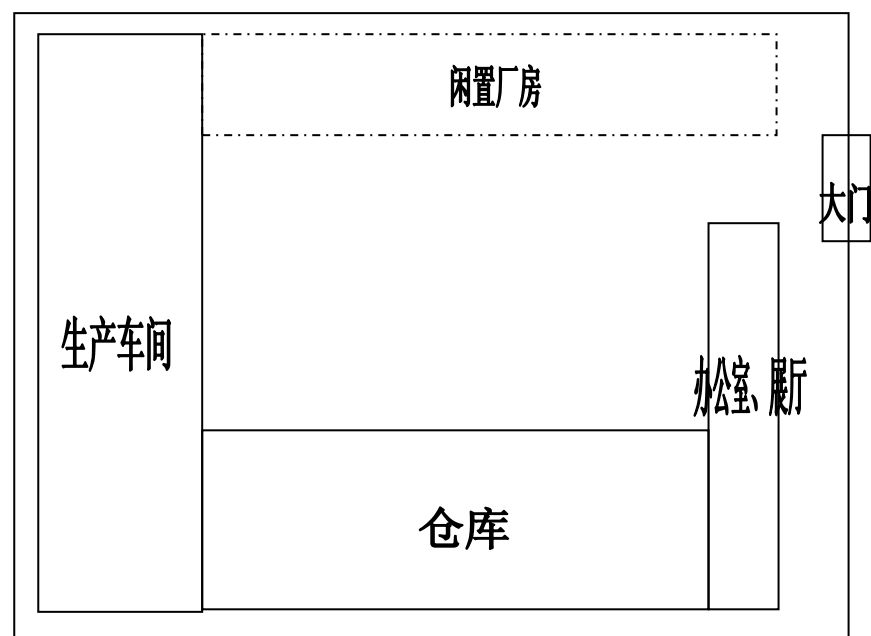 闲置厂房
大门
生产车间
办公室、展厅
仓库